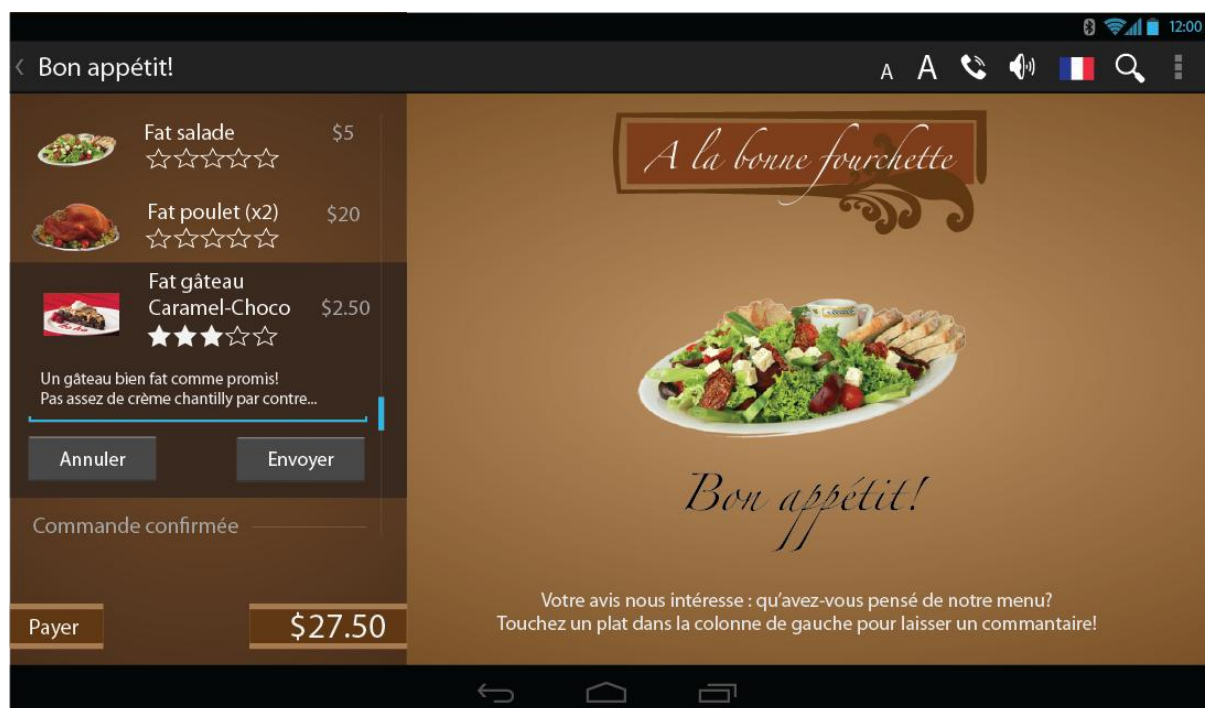 12:00
Bon appétit!
A A
Fat salade $5
Fat poulet (x2) $20
Fat gâteau
Caramel-Choco $2.50
Un gâteau bien fat comme promis!
Pas assez de crème chantilly par contre...
Annuler Envoyer
Commande confirmée
Payer $27.50
A la bonne fourchette
Bon appétit!
Votre avis nous intéresse : qu'avez-vous pensé de notre menu?
Touchez un plat dans la colonne de gauche pour laisser un commantaire!